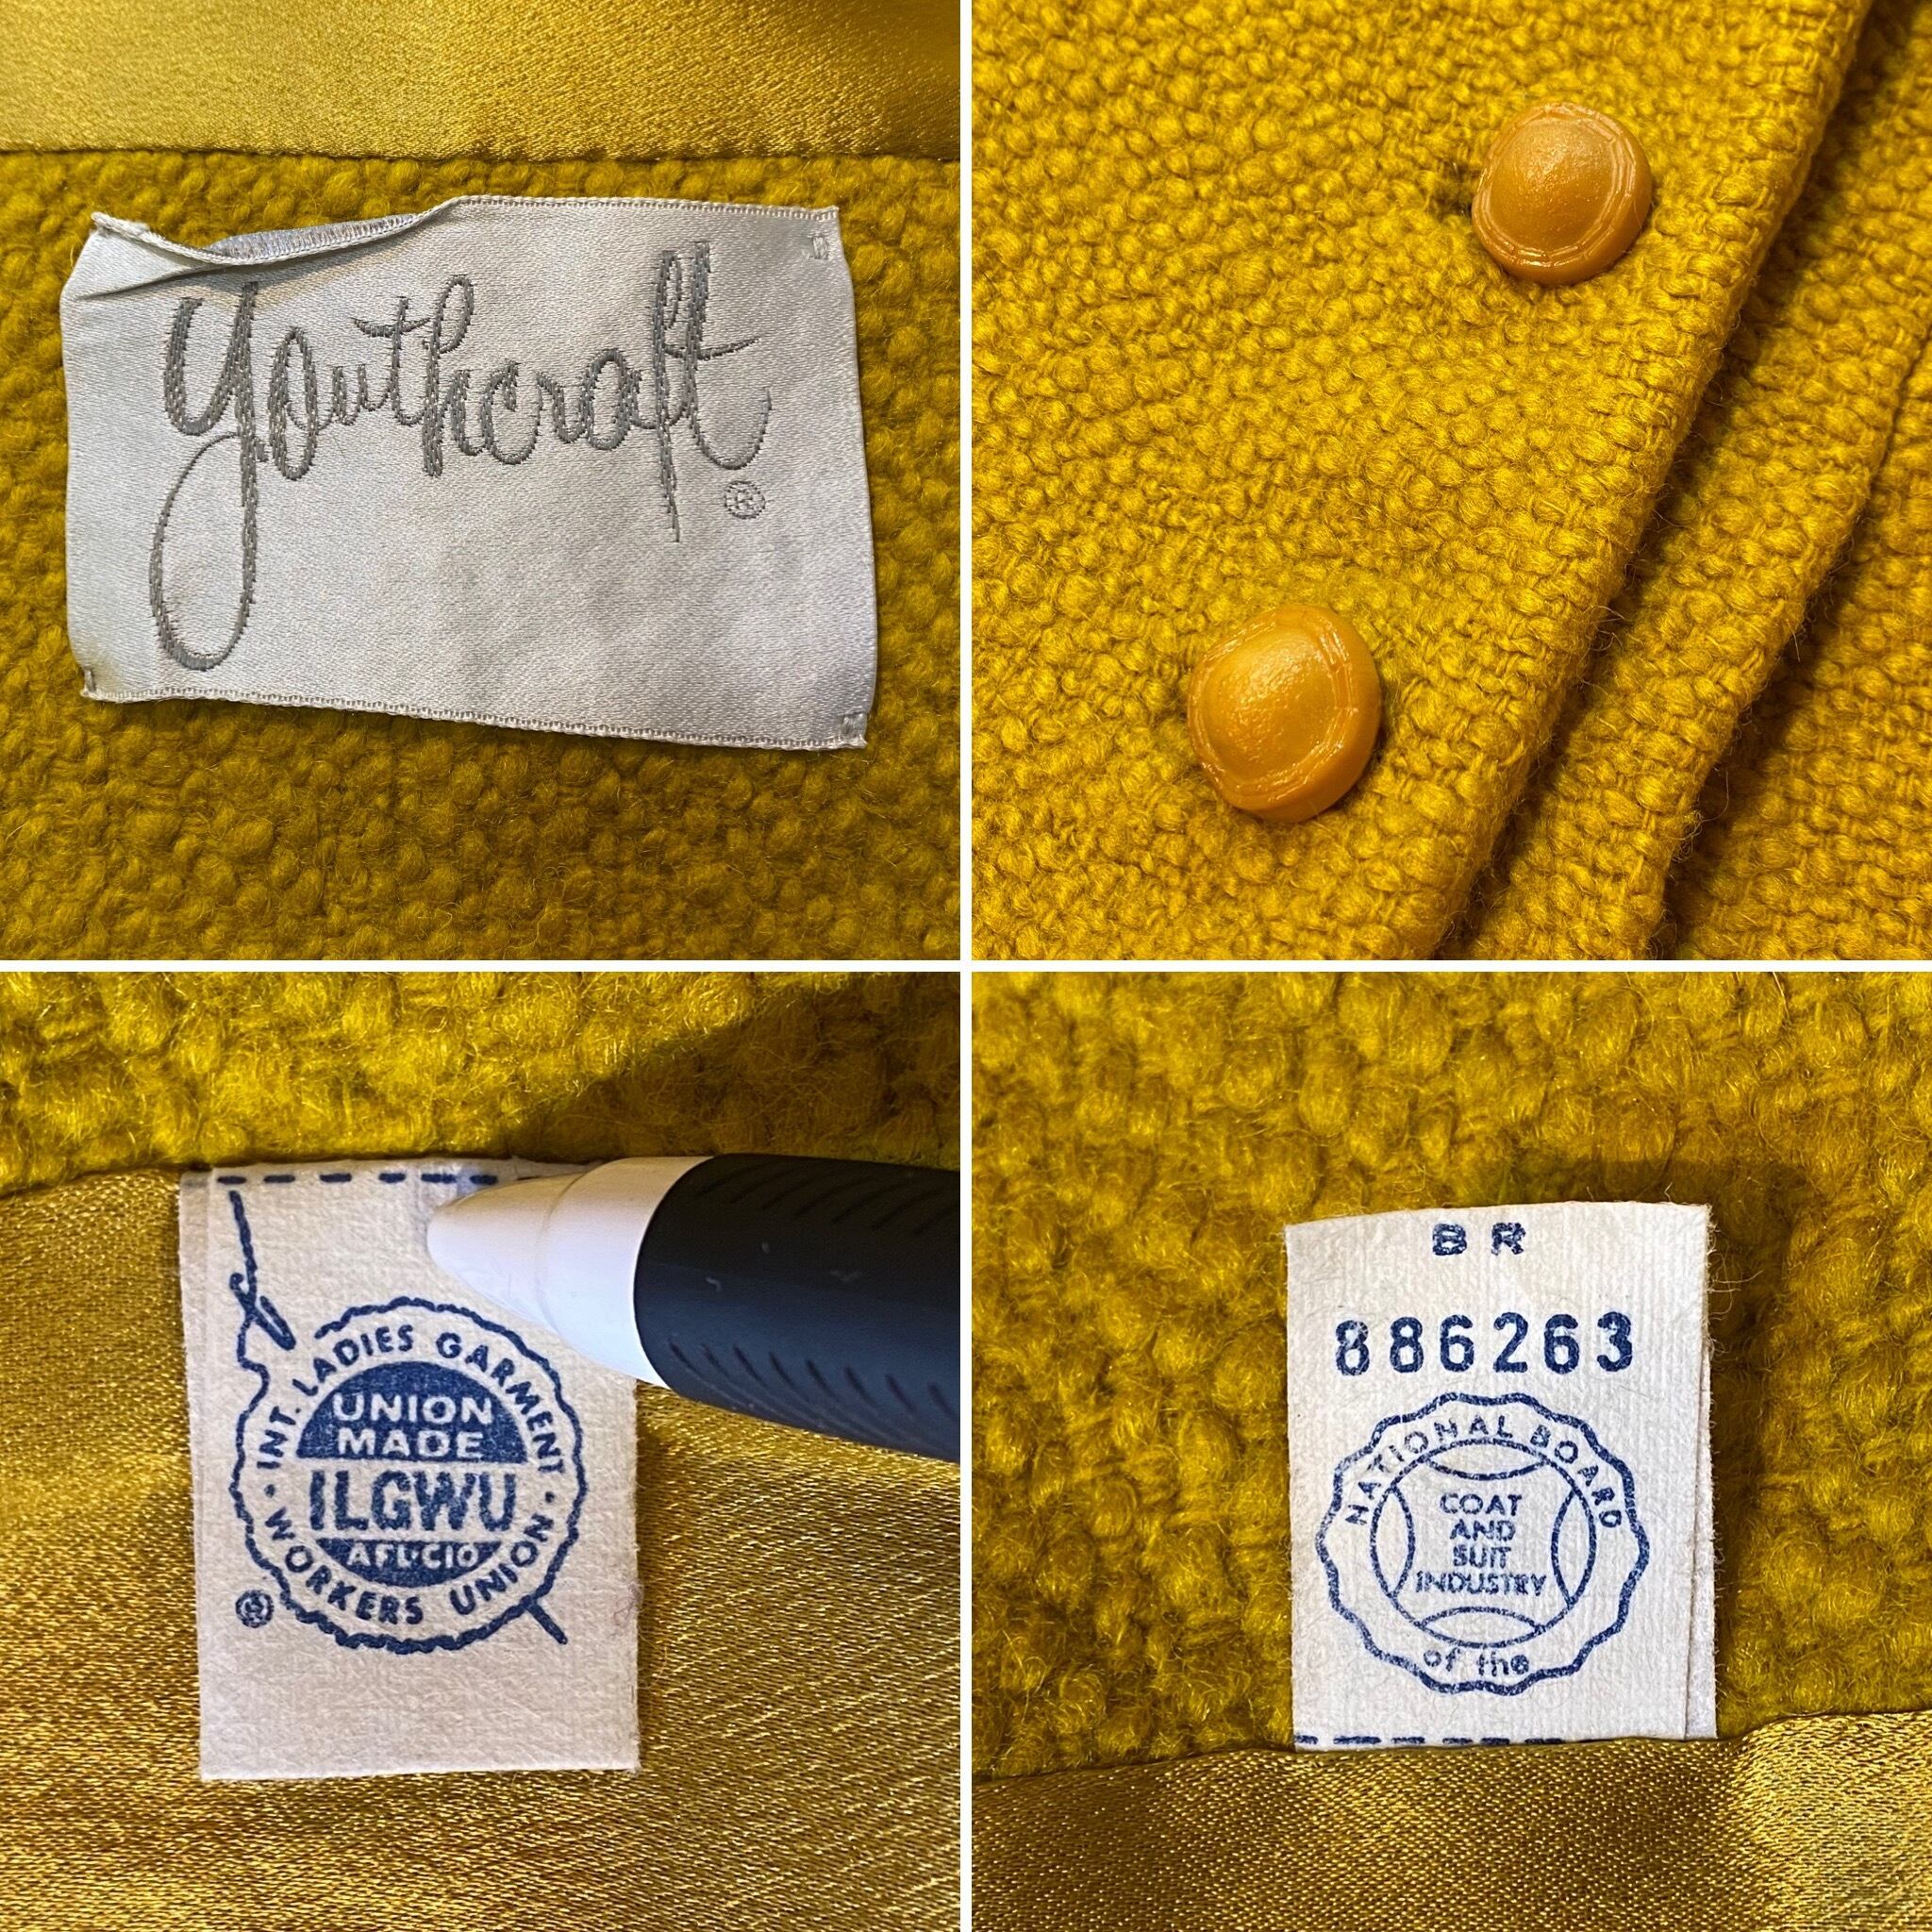 youthcraft
®
INT. LADIES GARMENT WORKERS UNION
UNION
MADE
ILGWU
AFL-CIO
®
BR
886263
NATIONAL BOARD
COAT
AND
SUIT
INDUSTRY
of the